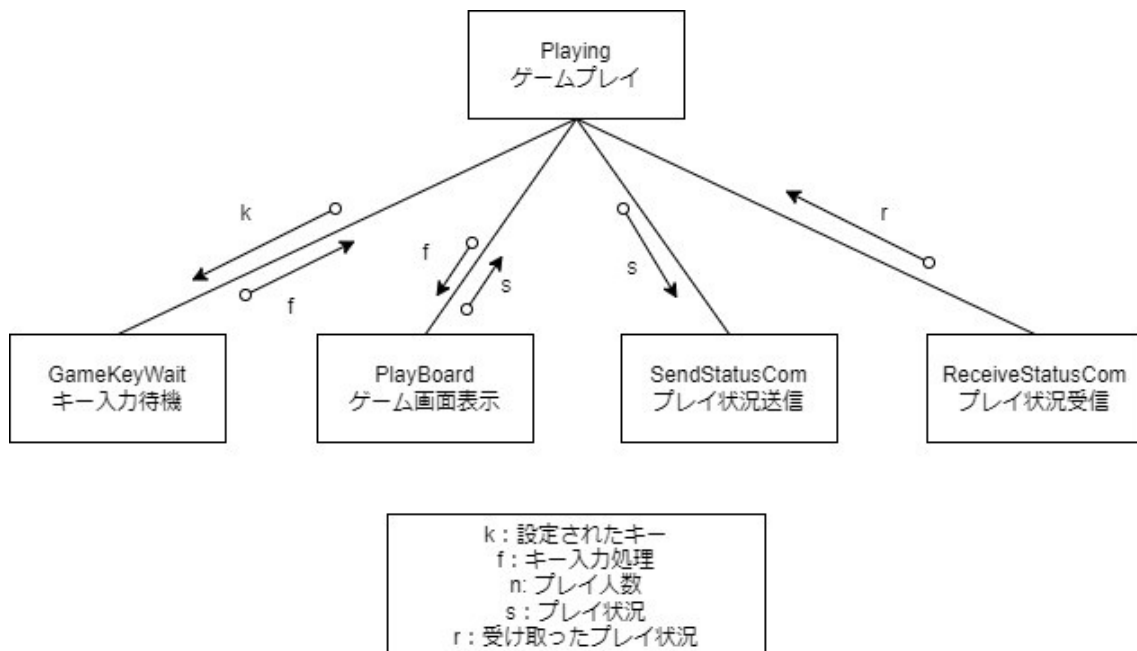 Playing
ゲームプレイ
k
f
f
s
s
r
GameKeyWait
キー入力待機
PlayBoard
ゲーム画面表示
SendStatusCom
プレイ状況送信
ReceiveStatusCom
プレイ状況受信
k：設定されたキー
f：キー入力処理
n: プレイ人数
s：プレイ状況
r：受け取ったプレイ状況